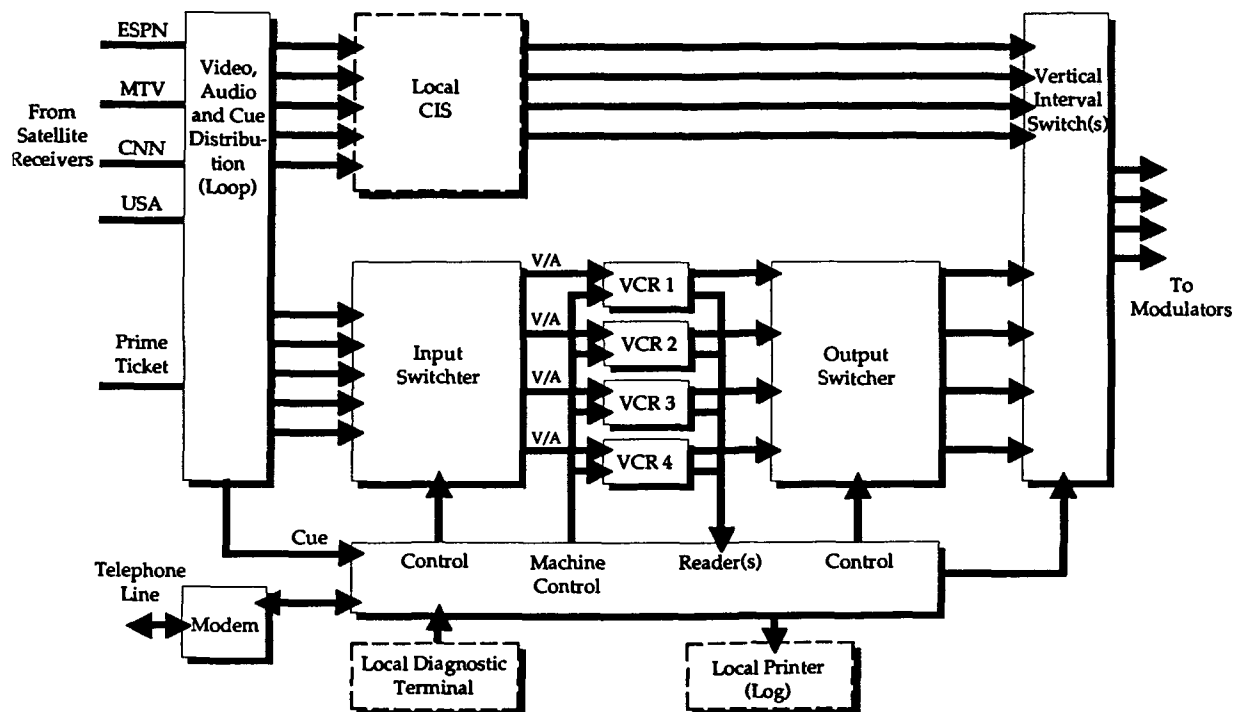 ESPN
MTV
From
Satellite
Receivers
CNN
USA
Prime
Ticket
Video,
Audio
and Cue
Distribu-
tion
(Loop)
Local
CIS
Vertical
Interval
Switch(s)
To
Modulators
Input
Switchter
V/A
V/A
V/A
V/A
VCR 1
VCR 2
VCR 3
VCR 4
Output
Switcher
Cue
Control
Machine
Control
Reader(s)
Control
Telephone
Line
Modem
Local Diagnostic
Terminal
Local Printer
(Log)